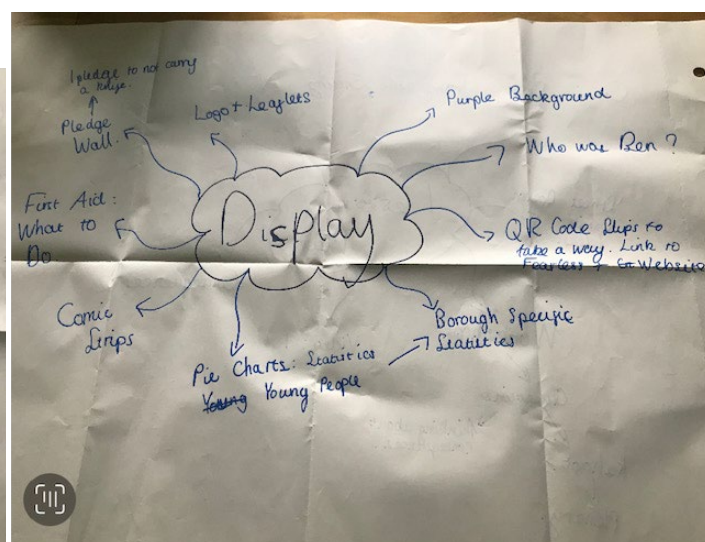 I pledge to not carry
a knife.
Pledge
Wall.
Logo + Leaflets
Purple Background
Who was Ben?
First Aid:
What to
Do
Display
QR Code Slips to
take a way. Link to
Fearless + Website
Comic
Strips
Borough Specific
Statistics
Pie Charts: Statistics
Young Young People